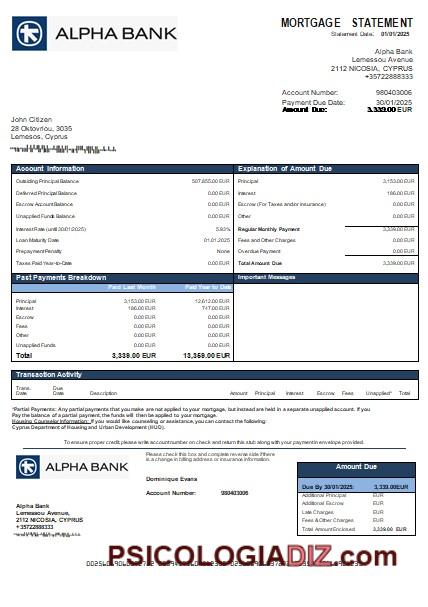 ALPHA BANK
MORTGAGE STATEMENT
Statement Date: 01/01/2025
Alpha Bank
Lemessou Avenue
2112 NICOSIA, CYPRUS
+35722888333
Account Number: 980403006
Payment Due Date: 30/01/2025
Amount Due: 3,339.00 EUR
John Citizen
28 Oktovriou, 3035
Lemesos, Cyprus
Account Information
Outsiding Principal Balance 507,855.00 EUR
Deferred Principal Balance 0.00 EUR
Escrow Account Balance 0.00 EUR
Unapplied Funds Balance 0.00 EUR
Interest Rate (until 30/01/2025) 5.93%
Loan Maturity Date 01.01.2025
Prepayment Penalty None
Taxes Paid Year-to-Date 0.00 EUR
Explanation of Amount Due
Principal 3,153.00 EUR
Interest 186.00 EUR
Escrow (For Taxes and/or Insurance) 0.00 EUR
Other 0.00 EUR
Regular Monthly Payment 3,339.00 EUR
Fees and Other Charges 0.00 EUR
Overdue Payment 0.00 EUR
Total Amount Due 3,339.00 EUR
Past Payments Breakdown
Paid Last Month Paid Year to Date
Principal 3,153.00 EUR 12,612.00 EUR
Interest 186.00 EUR 747.00 EUR
Escrow 0.00 EUR 0.00 EUR
Fees 0.00 EUR 0.00 EUR
Other 0.00 EUR 0.00 EUR
Unapplied Funds 0.00 EUR 0.00 EUR
Total 3,339.00 EUR 13,359.00 EUR
Important Messages
Transaction Activity
Trans. Date Due Date Description Amount Principal Interest Escrow Fees Unapplied* Total
*Partial Payments: Any partial payments that you make are not applied to your mortgage, but instead are held in a separate unapplied account. If you
Pay the balance of a partial payment, the funds will then be applied to your mortgage.
Housing Counselor Information: If you would like counseling or assistance, you can contact the following:
Cyprus Department of Housing and Urban Development (HUD).
To ensure proper credit, please write account number on check and return this stub along with your payment in envelope provided.
ALPHA BANK
Please check this box and complete reverse side if there
is a change in billing address or insurance information.
Dominique Evans
Account Number: 980403006
Alpha Bank
Lemessou Avenue,
2112 NICOSIA, CYPRUS
+35722888333
Amount Due
Due By 30/01/2025: 3,339.00EUR
Additional Principal EUR
Additional Escrow EUR
Late Charges EUR
Fees & Other Charges EUR
Total Amount Enclosed 3,339.00 EUR
PSICOLOGIADIZ.com